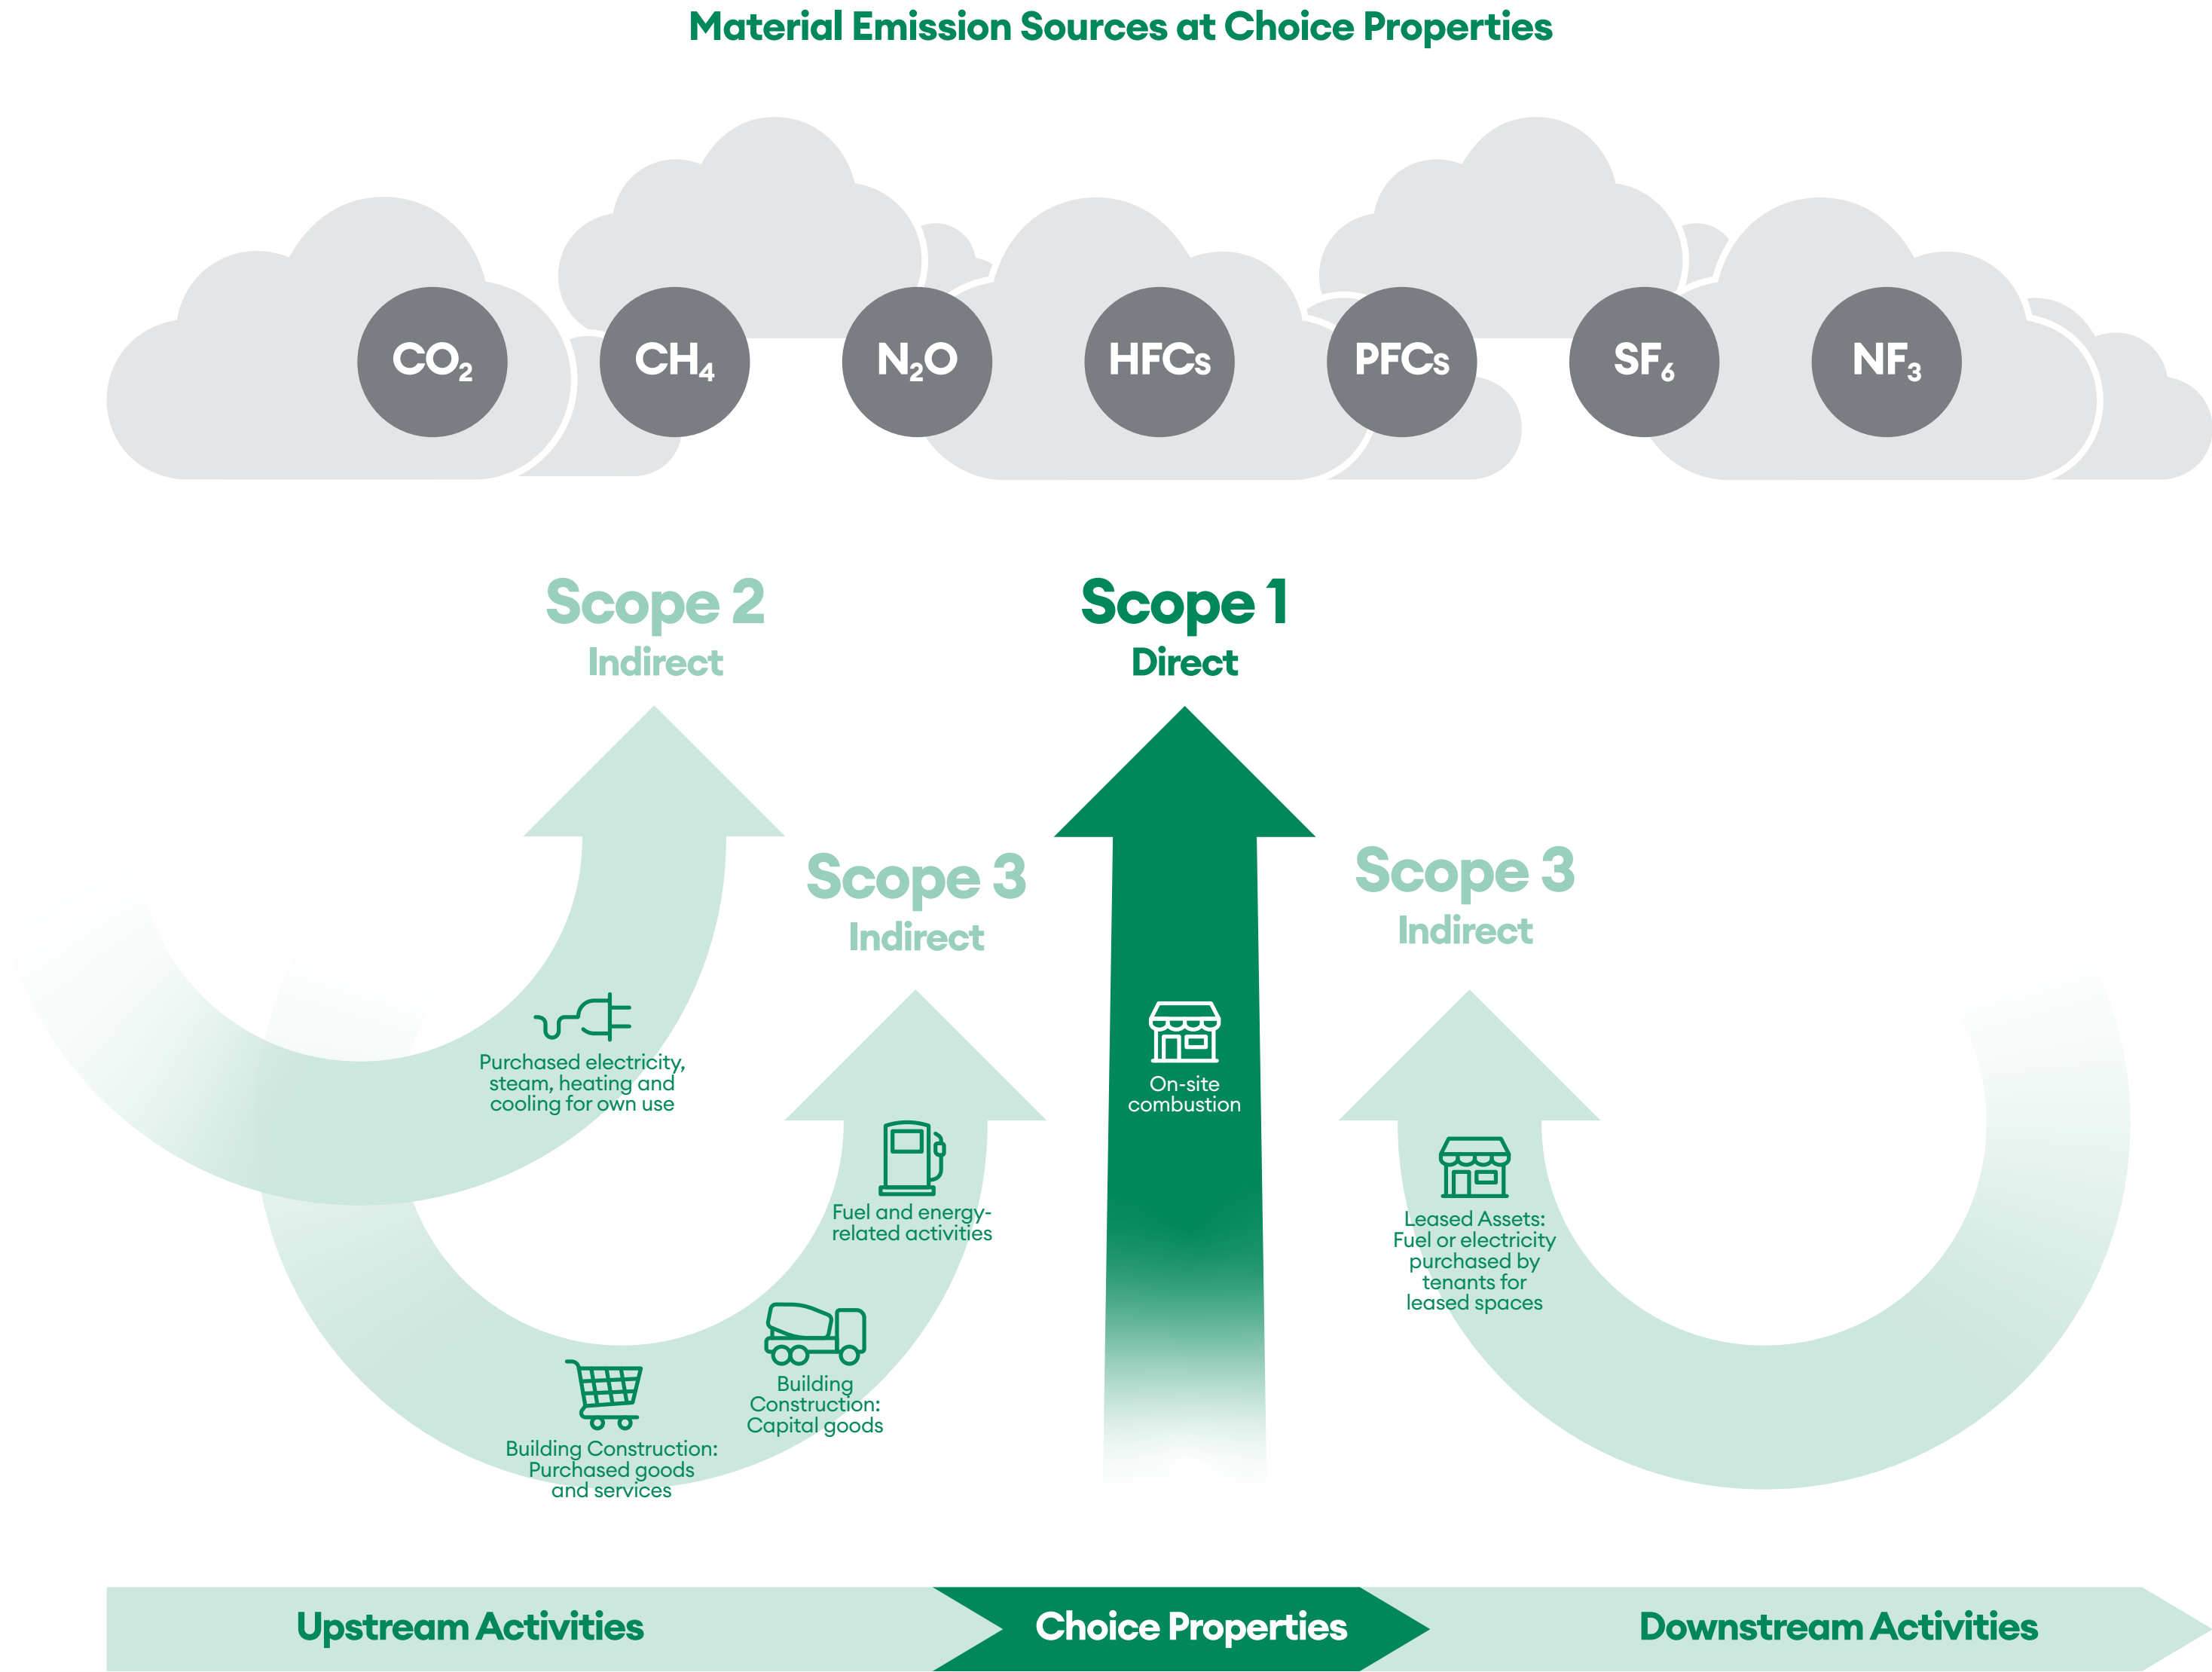 Material Emission Sources at Choice Properties
CO₂
CH₄
N₂O
HFCs
PFCs
SF₆
NF₃
Scope 2
Indirect
Scope 1
Direct
Scope 3
Indirect
Scope 3
Indirect
Purchased electricity,
steam, heating and
cooling for own use
Fuel and energy-
related activities
Building
Construction:
Capital goods
Building Construction:
Purchased goods
and services
On-site
combustion
Leased Assets:
Fuel or electricity
purchased by
tenants for
leased spaces
Upstream Activities
Choice Properties
Downstream Activities